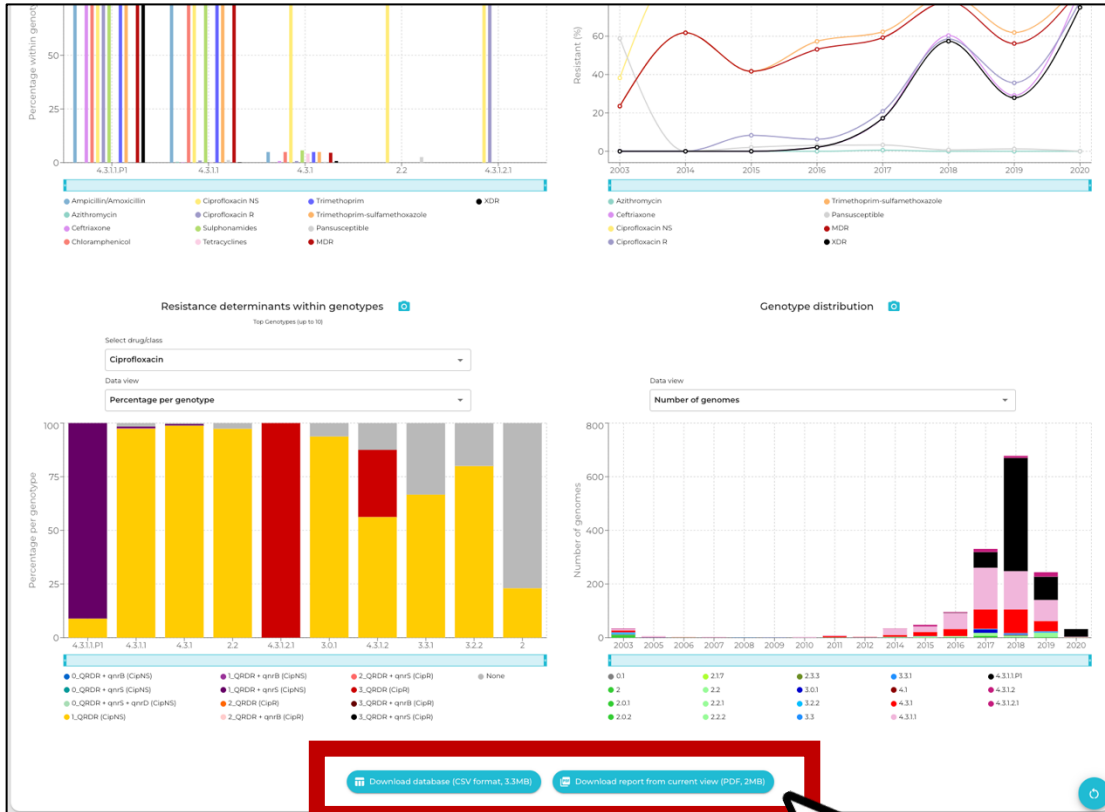 Percentage within genoty
50
25
0
4.3.1.1.P1 4.3.1.1 4.3.1 2.2 4.3.1.2.1
Ampicillin/Amoxicillin Ciprofloxacin NS Trimethoprim XDR
Azithromycin Ciprofloxacin R Trimethoprim-sulfamethoxazole
Ceftriaxone Sulphonamides Pansusceptible
Chloramphenicol Tetracyclines MDR
Resistant (%)
60
40
20
0
2003 2014 2015 2016 2017 2018 2019 2020
Azithromycin Trimethoprim-sulfamethoxazole
Ceftriaxone Pansusceptible
Ciprofloxacin NS MDR
Ciprofloxacin R XDR
Resistance determinants within genotypes
Top Genotypes (up to 10)
Select drug/class
Ciprofloxacin
Data view
Percentage per genotype
Percentage per genotype
100
75
50
25
0
4.3.1.1.P1 4.3.1.1 4.3.1 2.2 4.3.1.2.1 3.0.1 4.3.1.2 3.3.1 3.2.2 2
0_QRDR + qnrB (CipNS) 1_QRDR + qnrB (CipNS) 2_QRDR + qnrS (CipR) None
0_QRDR + qnrS (CipNS) 1_QRDR + qnrS (CipNS) 3_QRDR (CipR)
0_QRDR + qnrS + qnrD (CipNS) 2_QRDR (CipR) 3_QRDR + qnrB (CipR)
1_QRDR (CipNS) 2_QRDR + qnrB (CipR) 3_QRDR + qnrS (CipR)
Genotype distribution
Data view
Number of genomes
Number of genomes
800
600
400
200
0
2003 2005 2006 2007 2008 2009 2010 2011 2012 2014 2015 2016 2017 2018 2019 2020
0.1 2.1.7 2.3.3 3.3.1 4.3.1.1.P1
2 2.2 3.0.1 4.1 4.3.1.2
2.0.1 2.2.1 3.2.2 4.3.1 4.3.1.2.1
2.0.2 2.2.2 3.3 4.3.1.1
Download database (CSV format, 3.3MB) Download report from current view (PDF, 2MB)